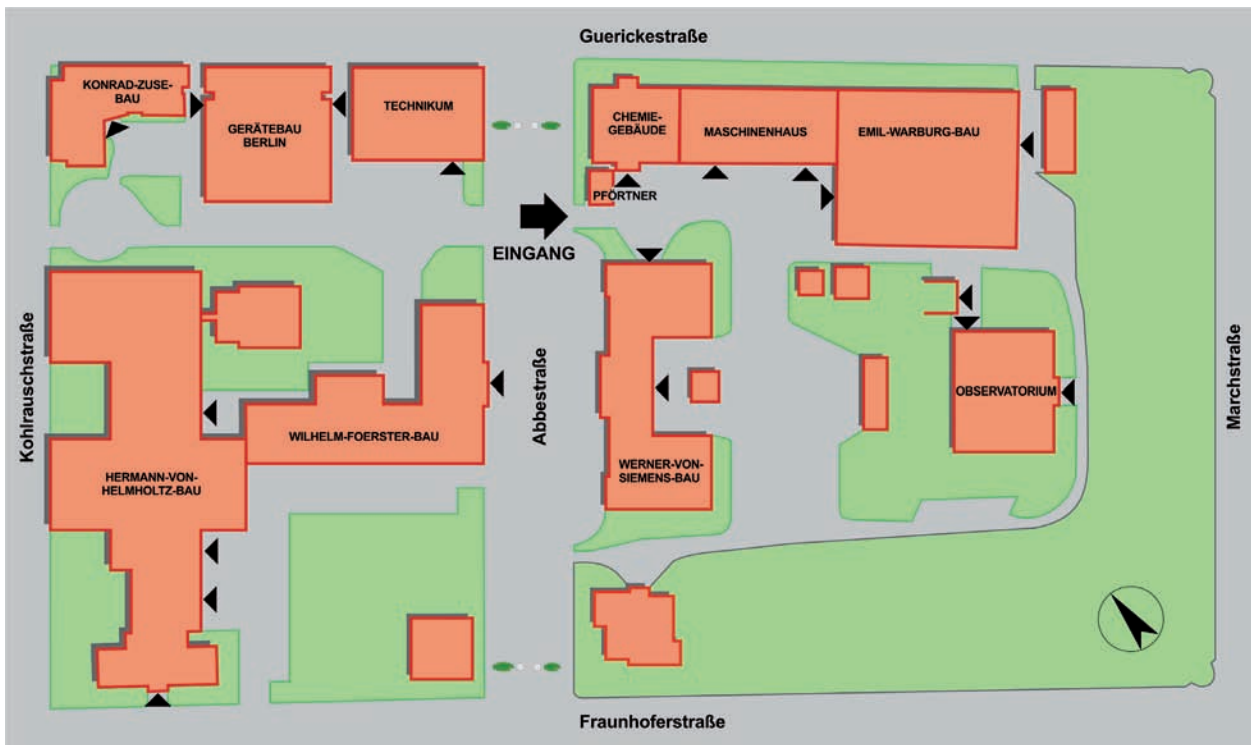 Guerickestraße
KONRAD-ZUSE-
BAU
GERÄTEBAU
BERLIN
TECHNIKUM
CHEMIE-
GEBÄUDE
MASCHINENHAUS
EMIL-WARBURG-BAU
PFÖRTNER
EINGANG
Kohlrauschstraße
Abbestraße
Marchstraße
OBSERVATORIUM
WILHELM-FOERSTER-BAU
HERMANN-VON-
HELMHOLTZ-BAU
WERNER-VON-
SIEMENS-BAU
Fraunhoferstraße